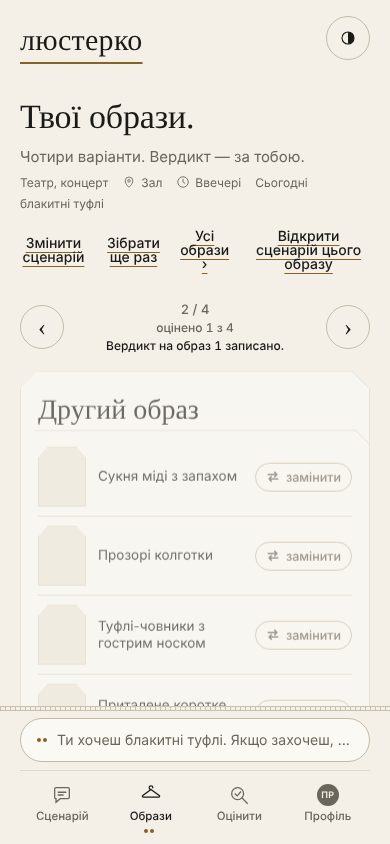 люстерко
Твої образи.
Чотири варіанти. Вердикт — за тобою.
Театр, концерт Зал Ввечері Сьогодні
блакитні туфлі
Змінити сценарій
Зібрати ще раз
Усі образи ›
Відкрити сценарій цього образу
‹
2 / 4
оцінено 1 з 4
Вердикт на образ 1 записано.
›
Другий образ
Сукня міді з запахом замінити
Прозорі колготки замінити
Туфлі-човники з
гострим носком
замінити
Приталене коротке
Ти хочеш блакитні туфлі. Якщо захочеш, ...
Сценарій Образи Оцінити ПР Профіль